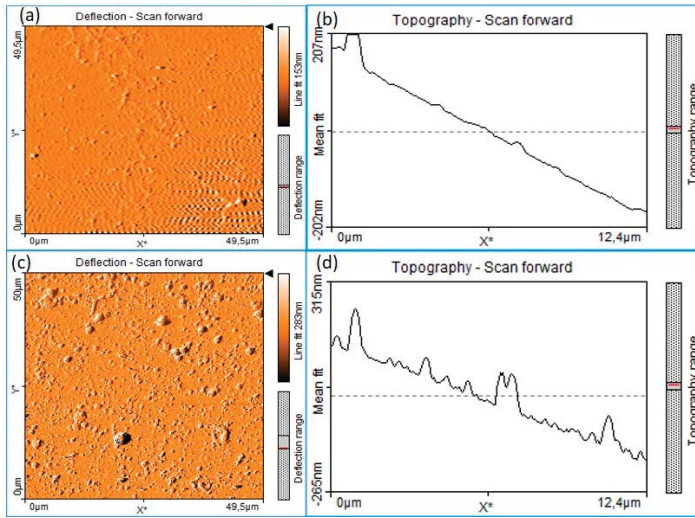 (a)
Deflection - Scan forward
49,5µm
Y*
0µm
0µm
X*
49,5µm
Line fit 153nm
Deflection range
(b)
Topography - Scan forward
207nm
Mean fit
-202nm
0µm
X*
12,4µm
Topography range
(c)
Deflection - Scan forward
50µm
Y*
0µm
0µm
X*
49,5µm
Line fit 283nm
Deflection range
(d)
Topography - Scan forward
315nm
Mean fit
-265nm
0µm
X*
12,4µm
Topography range